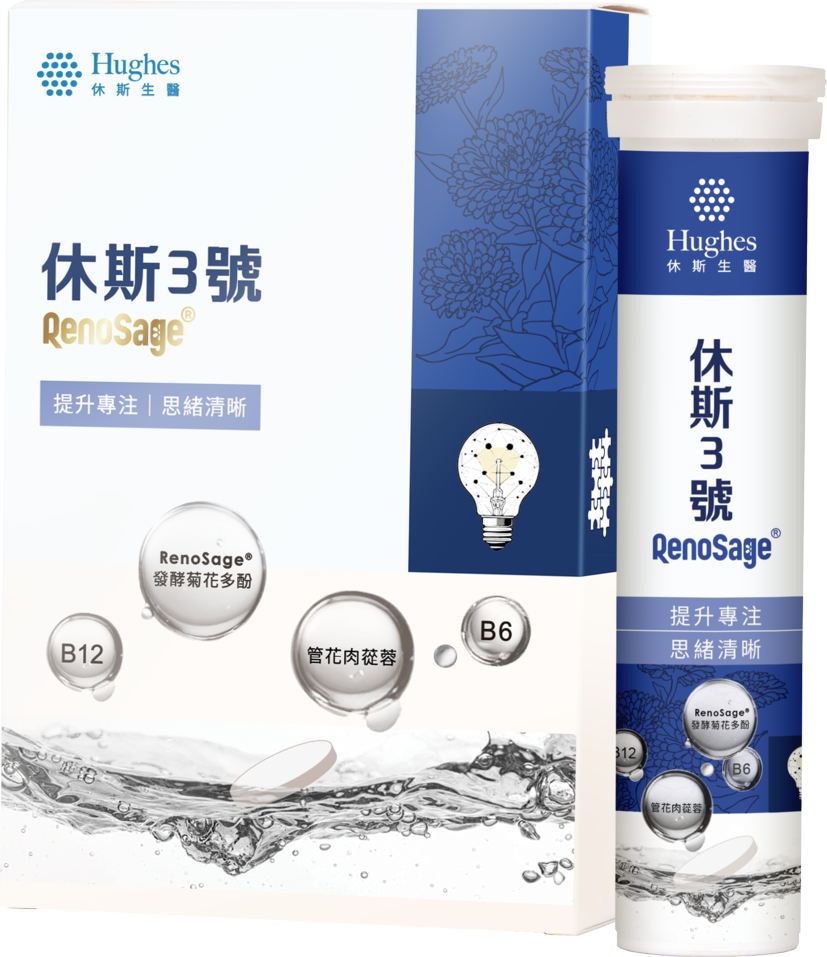 Hughes
休斯生醫
休斯3號
RenoSage®
提升專注｜思緒清晰
RenoSage®
發酵菊花多酚
B12
管花肉蓯蓉
B6
Hughes
休斯生醫
休斯3號
RenoSage®
提升專注
思緒清晰
RenoSage®
發酵菊花多酚
B12
B6
管花肉蓯蓉